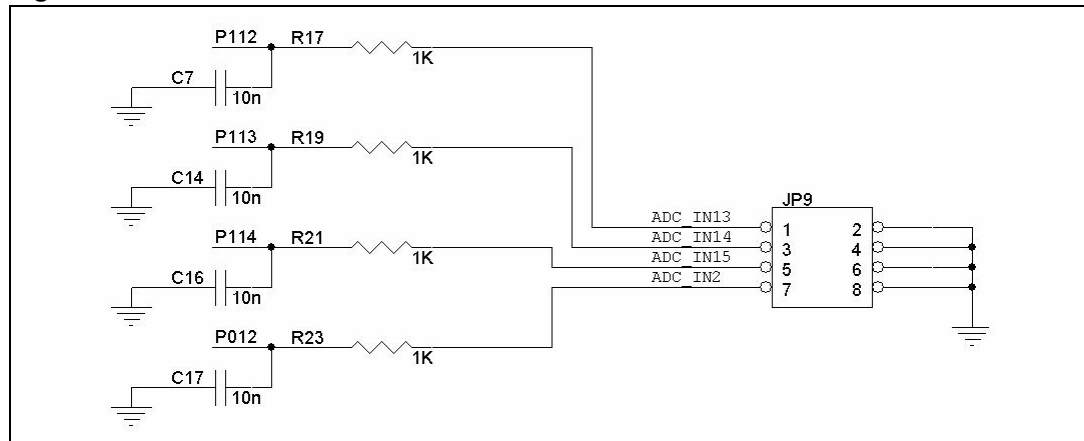 P112 R17 1K
C7 10n
P113 R19 1K
C14 10n
P114 R21 1K
C16 10n
P012 R23 1K
C17 10n
JP9
ADC_IN13 1 2
ADC_IN14 3 4
ADC_IN15 5 6
ADC_IN2 7 8